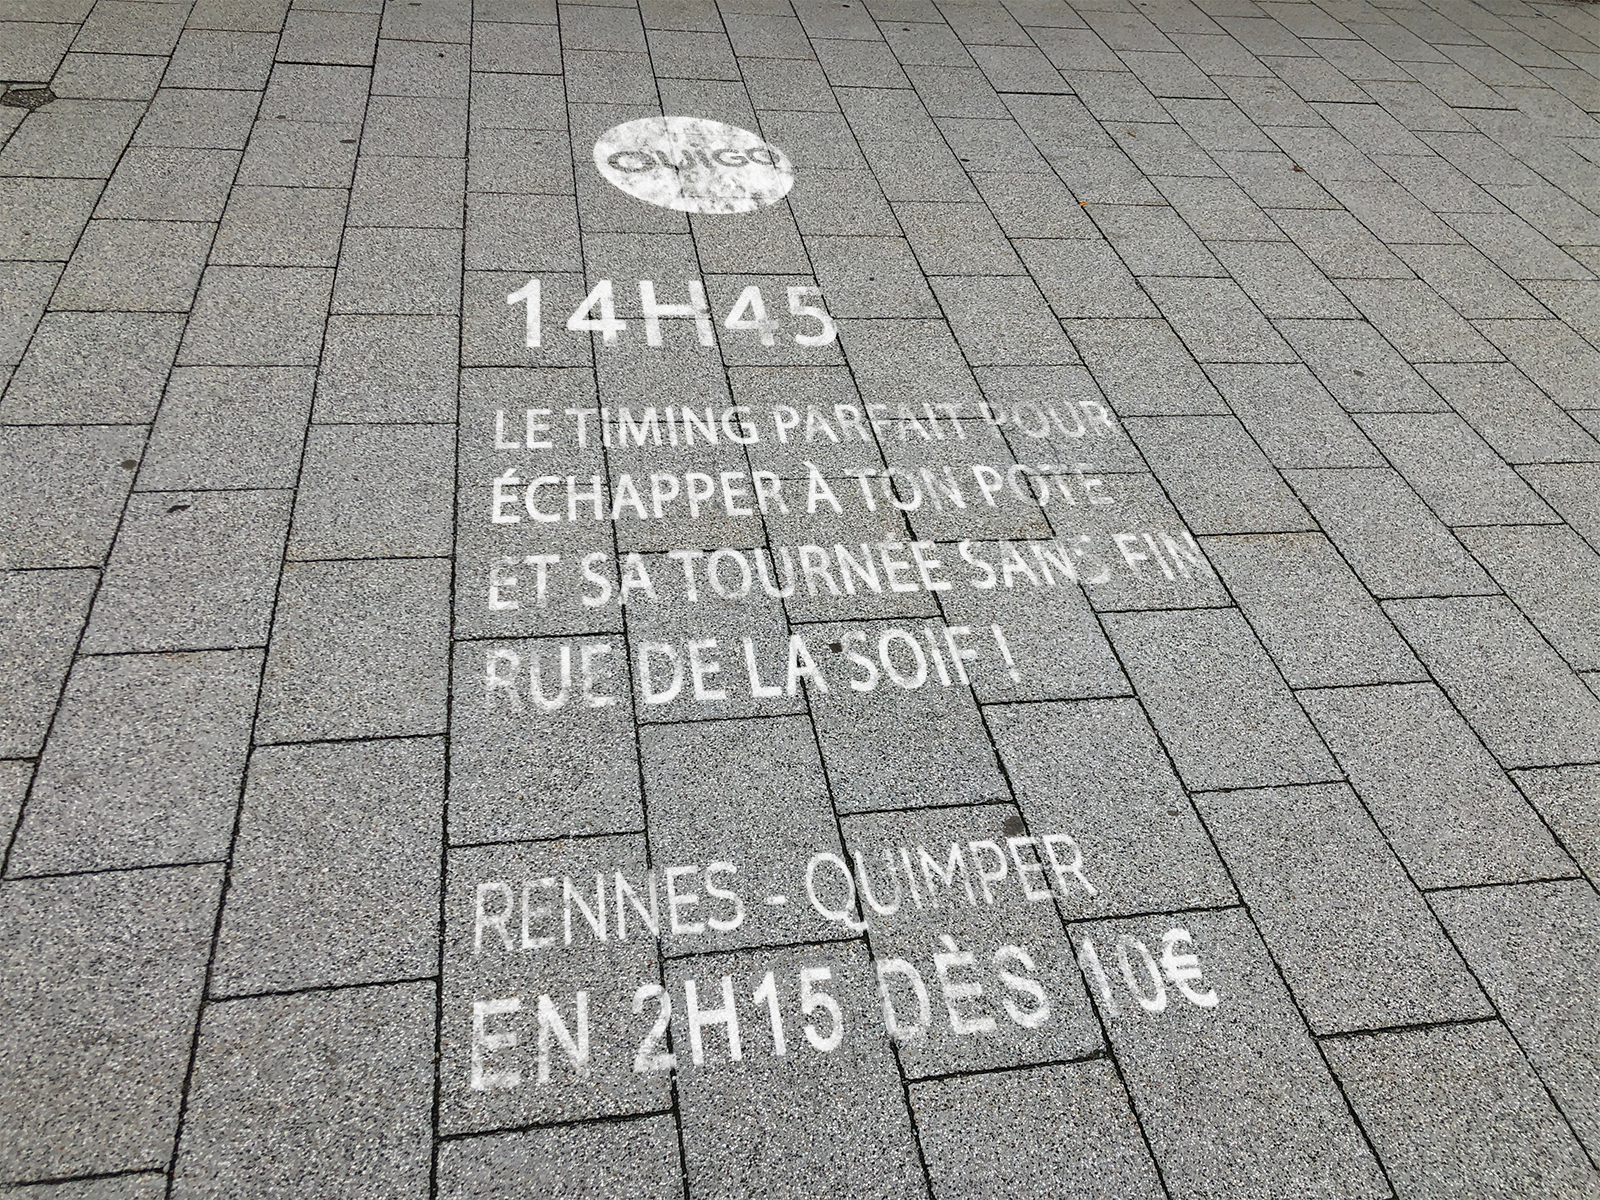 OUIGO
14H45
LE TIMING PARFAIT POUR
ÉCHAPPER À TON POTE
ET SA TOURNÉE SANS FIN
RUE DE LA SOIF !
RENNES - QUIMPER
EN 2H15 DÈS 10€